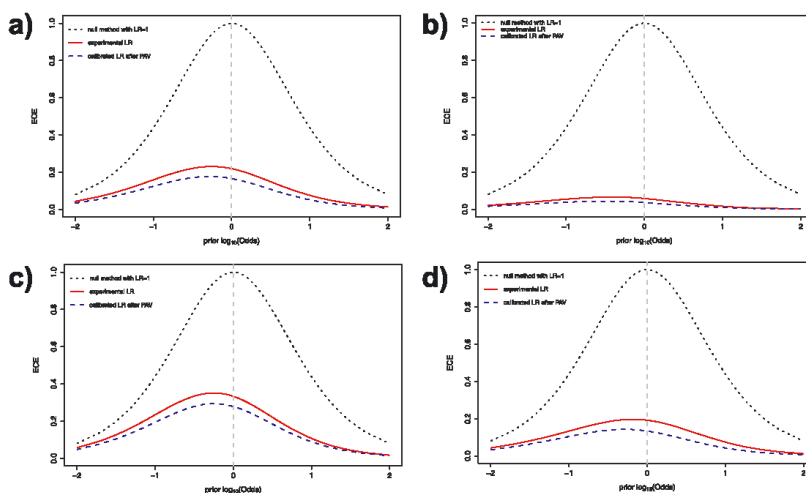 a)
null method with LR=1
experimental LR
calibrated LR after PAV
ECE
1.0
0.8
0.6
0.4
0.2
0.0
-2 -1 0 1 2
prior log10(Odds)
b)
null method with LR=1
experimental LR
calibrated LR after PAV
ECE
1.0
0.8
0.6
0.4
0.2
0.0
-2 -1 0 1 2
prior log10(Odds)
c)
null method with LR=1
experimental LR
calibrated LR after PAV
ECE
1.0
0.8
0.6
0.4
0.2
0.0
-2 -1 0 1 2
prior log10(Odds)
d)
null method with LR=1
experimental LR
calibrated LR after PAV
ECE
1.0
0.8
0.6
0.4
0.2
0.0
-2 -1 0 1 2
prior log10(Odds)